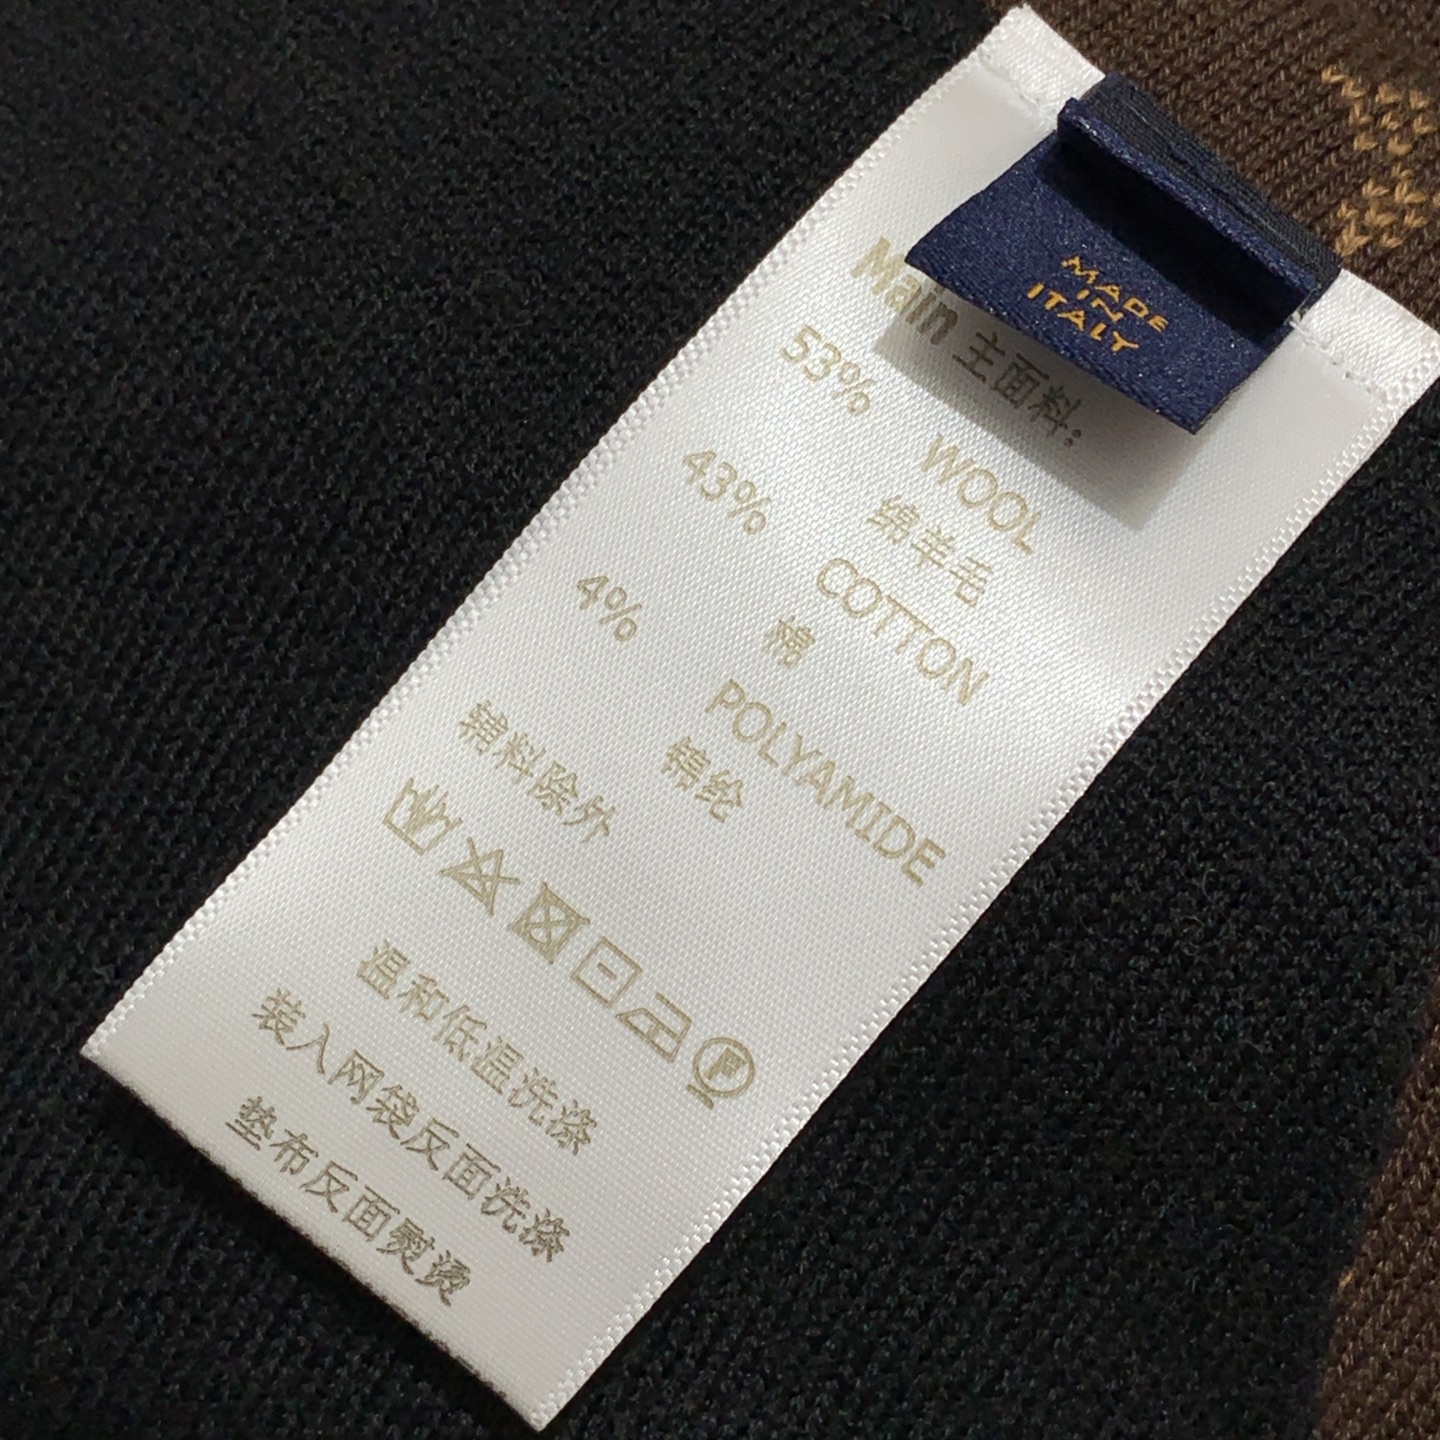 MADE
IN
ITALY
Main 主面料:
53% WOOL
绵羊毛
43% COTTON
棉
4% POLYAMIDE
锦纶
辅料除外
温和低温洗涤
装入网袋反面洗涤
垫布反面熨烫